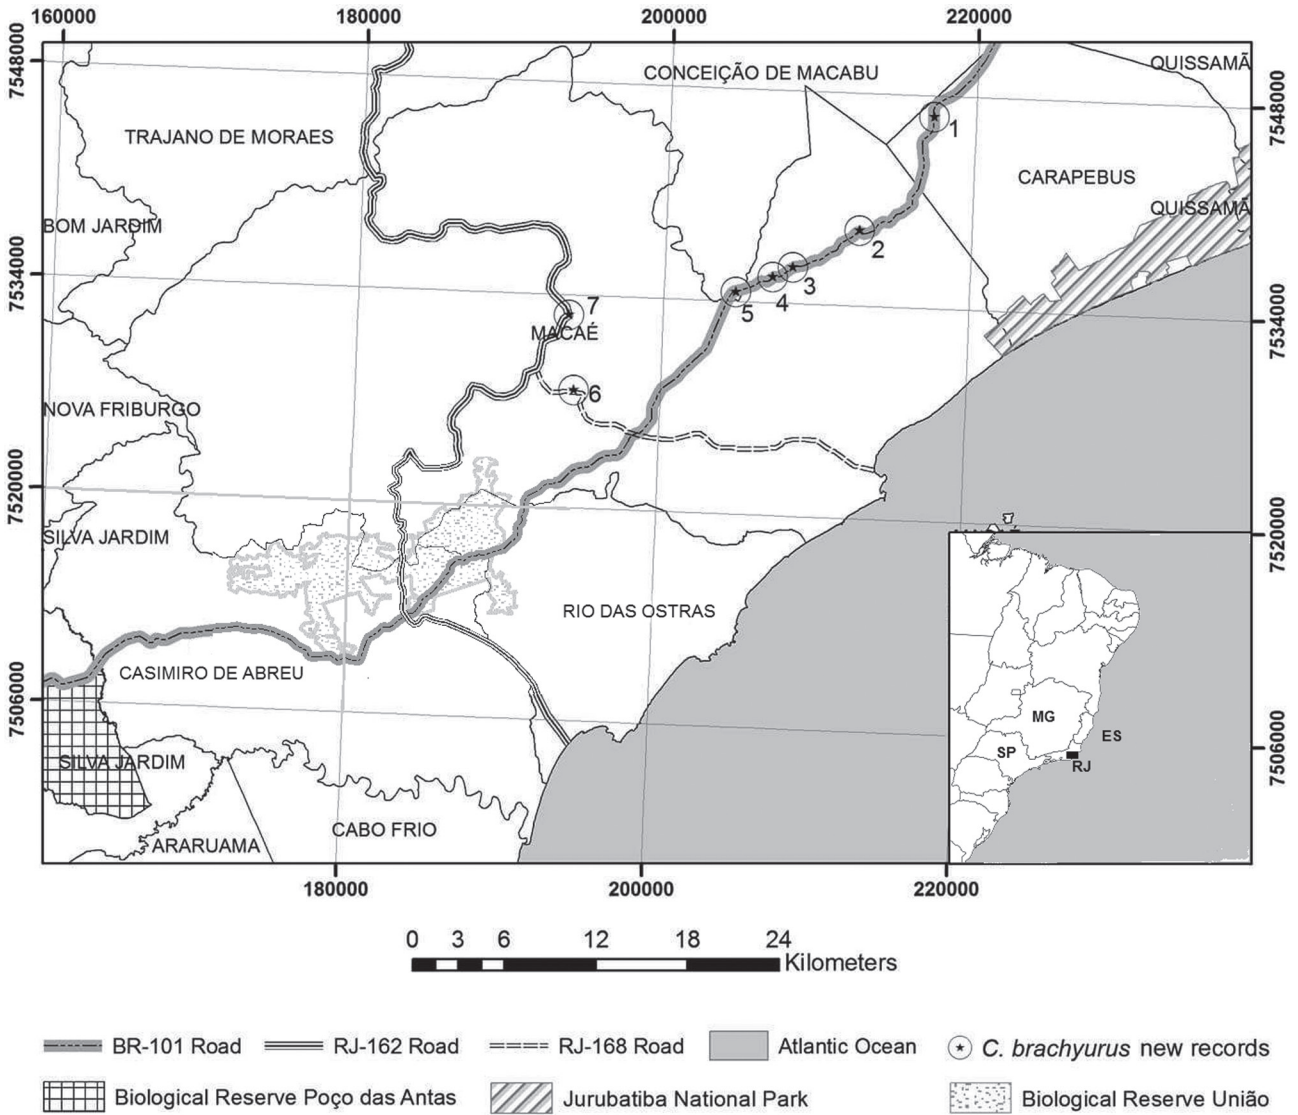 160000 180000 200000 220000
7548000
7534000
7520000
7506000
CONCEIÇÃO DE MACABU
QUISSAMÃ
TRAJANO DE MORAES
1
CARAPEBUS
BOM JARDIM
QUISSAMÃ
2
3
4
5
7
MACAÉ
6
NOVA FRIBURGO
SILVA JARDIM
RIO DAS OSTRAS
CASIMIRO DE ABREU
SILVA JARDIM
CABO FRIO
ARARUAMA
MG
ES
SP
RJ
7548000
7534000
7520000
7506000
180000 200000 220000
0 3 6 12 18 24
Kilometers
BR-101 Road RJ-162 Road RJ-168 Road Atlantic Ocean C. brachyurus new records
Biological Reserve Poço das Antas Jurubatiba National Park Biological Reserve União